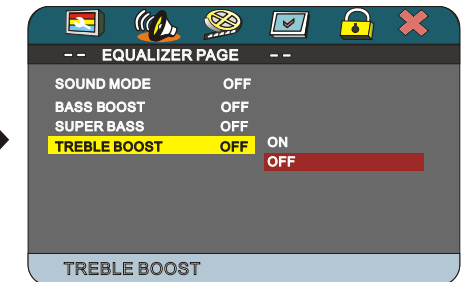 -- EQUALIZER PAGE --
SOUND MODE OFF
BASS BOOST OFF
SUPER BASS OFF
TREBLE BOOST OFF ON
OFF
TREBLE BOOST